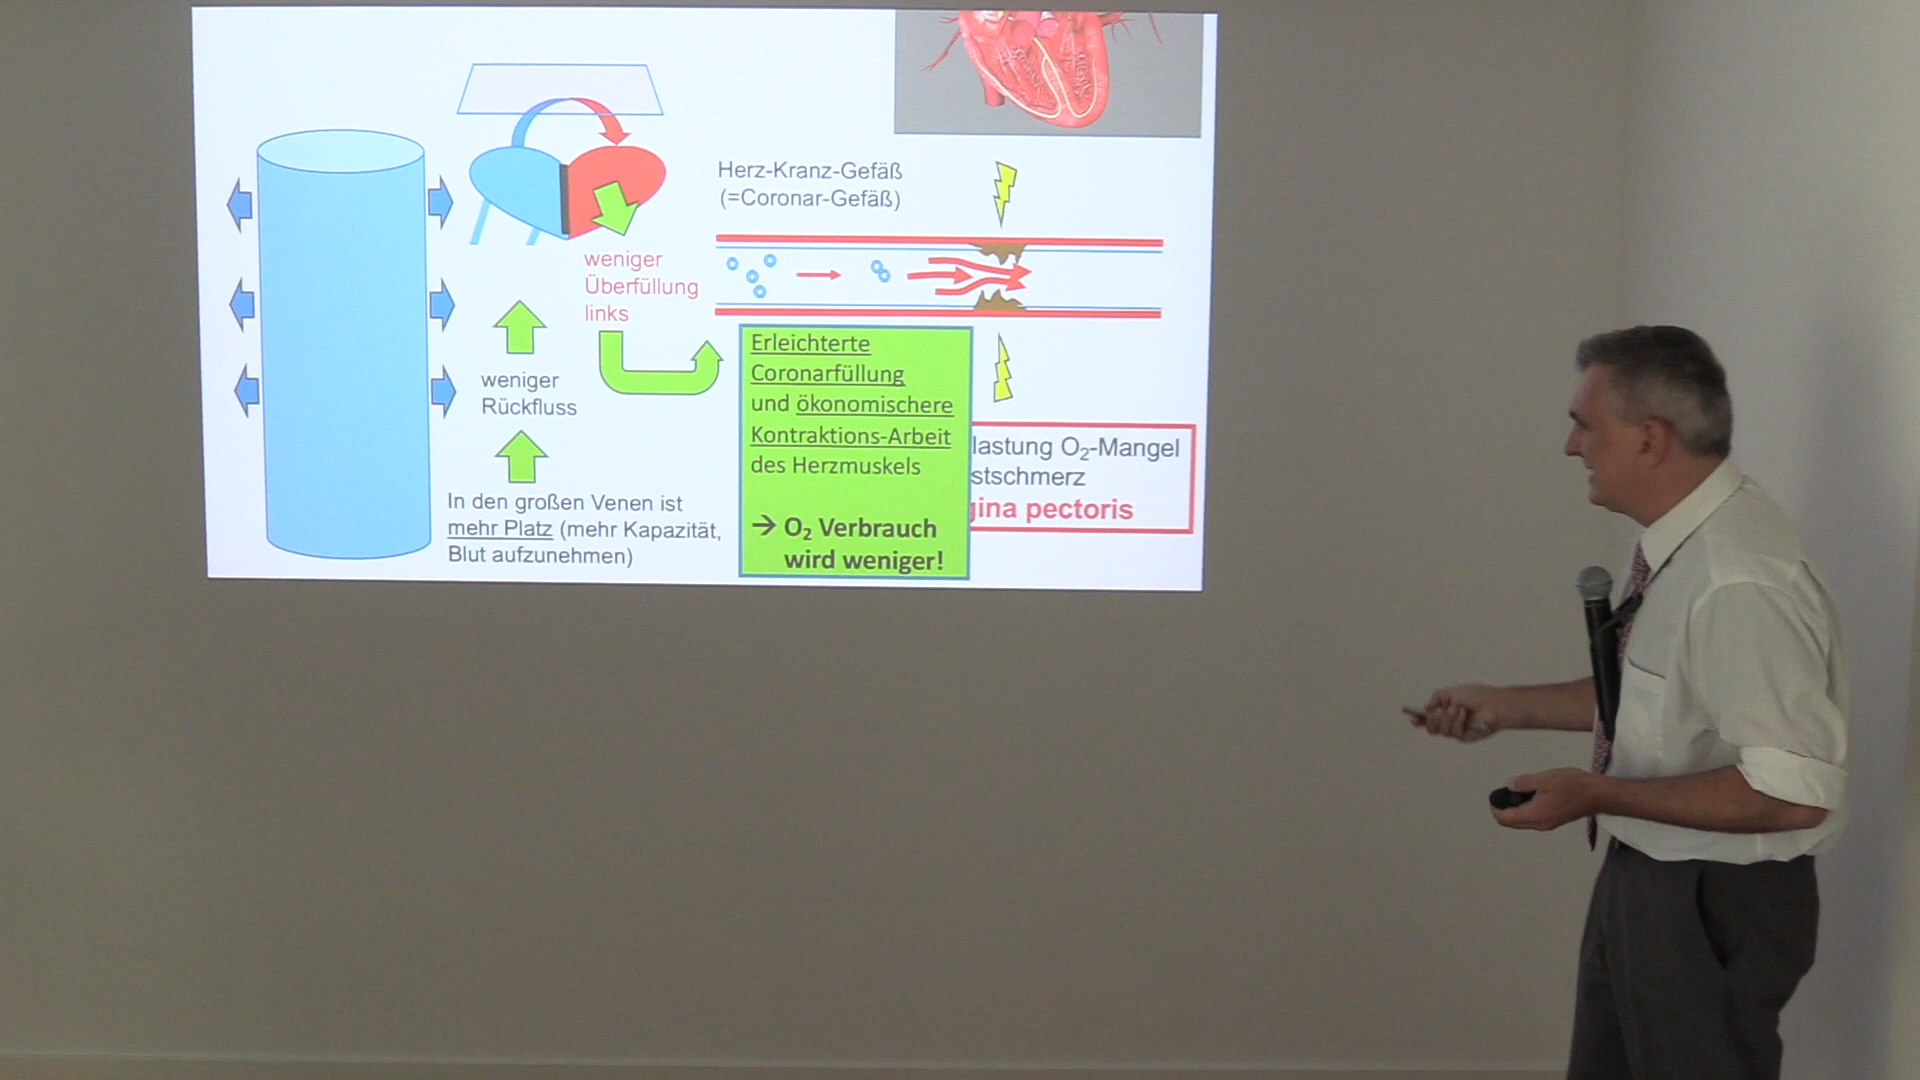 Herz-Kranz-Gefäß
(=Coronar-Gefäß)
weniger
Überfüllung
links
weniger
Rückfluss
In den großen Venen ist
mehr Platz (mehr Kapazität,
Blut aufzunehmen)
Erleichterte
Coronarfüllung
und ökonomischere
Kontraktions-Arbeit
des Herzmuskels
→ O₂ Verbrauch
wird weniger!
lastung O₂-Mangel
stschmerz
gina pectoris